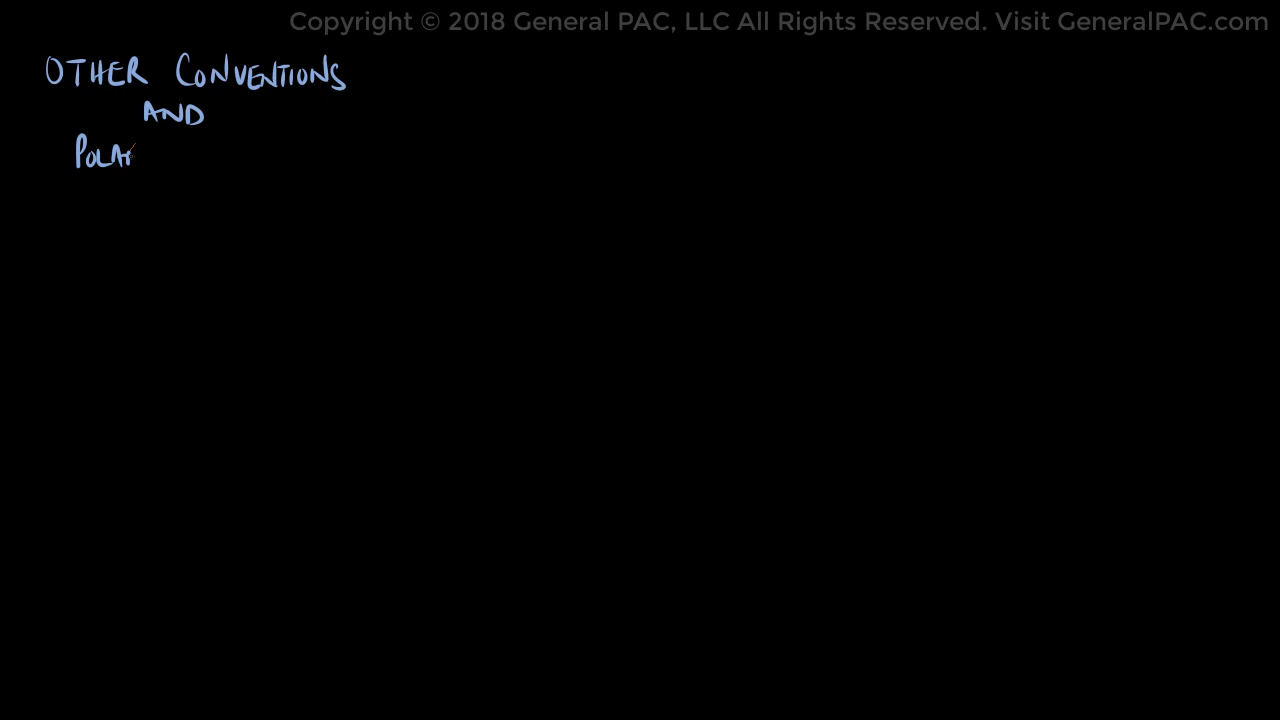 Copyright © 2018 General PAC, LLC All Rights Reserved. Visit GeneralPAC.com
OTHER CONVENTIONS
AND
POLA